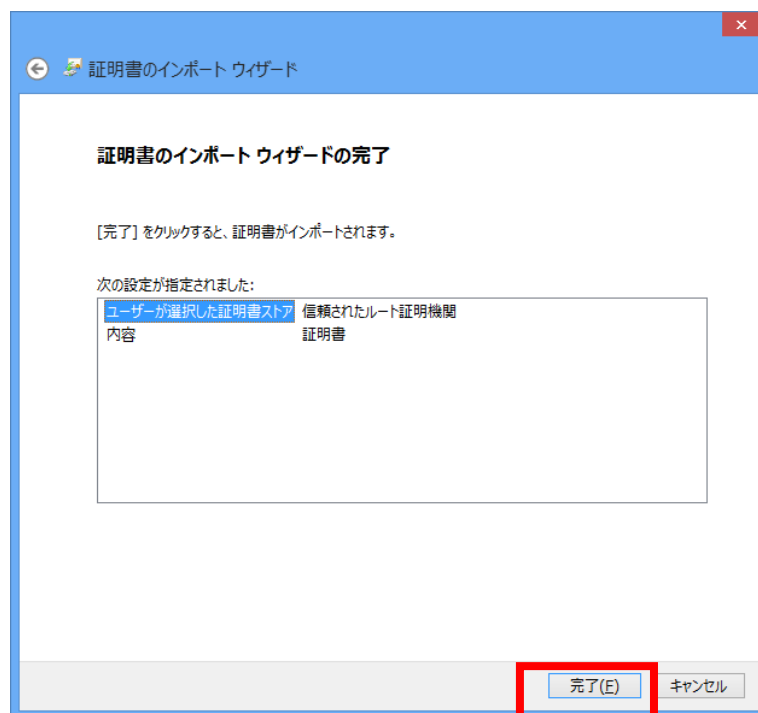 証明書のインポート ウィザード
証明書のインポート ウィザードの完了
[完了] をクリックすると、証明書がインポートされます。
次の設定が指定されました:
ユーザーが選択した証明書ストア 信頼されたルート証明機関
内容 証明書
完了(F) キャンセル